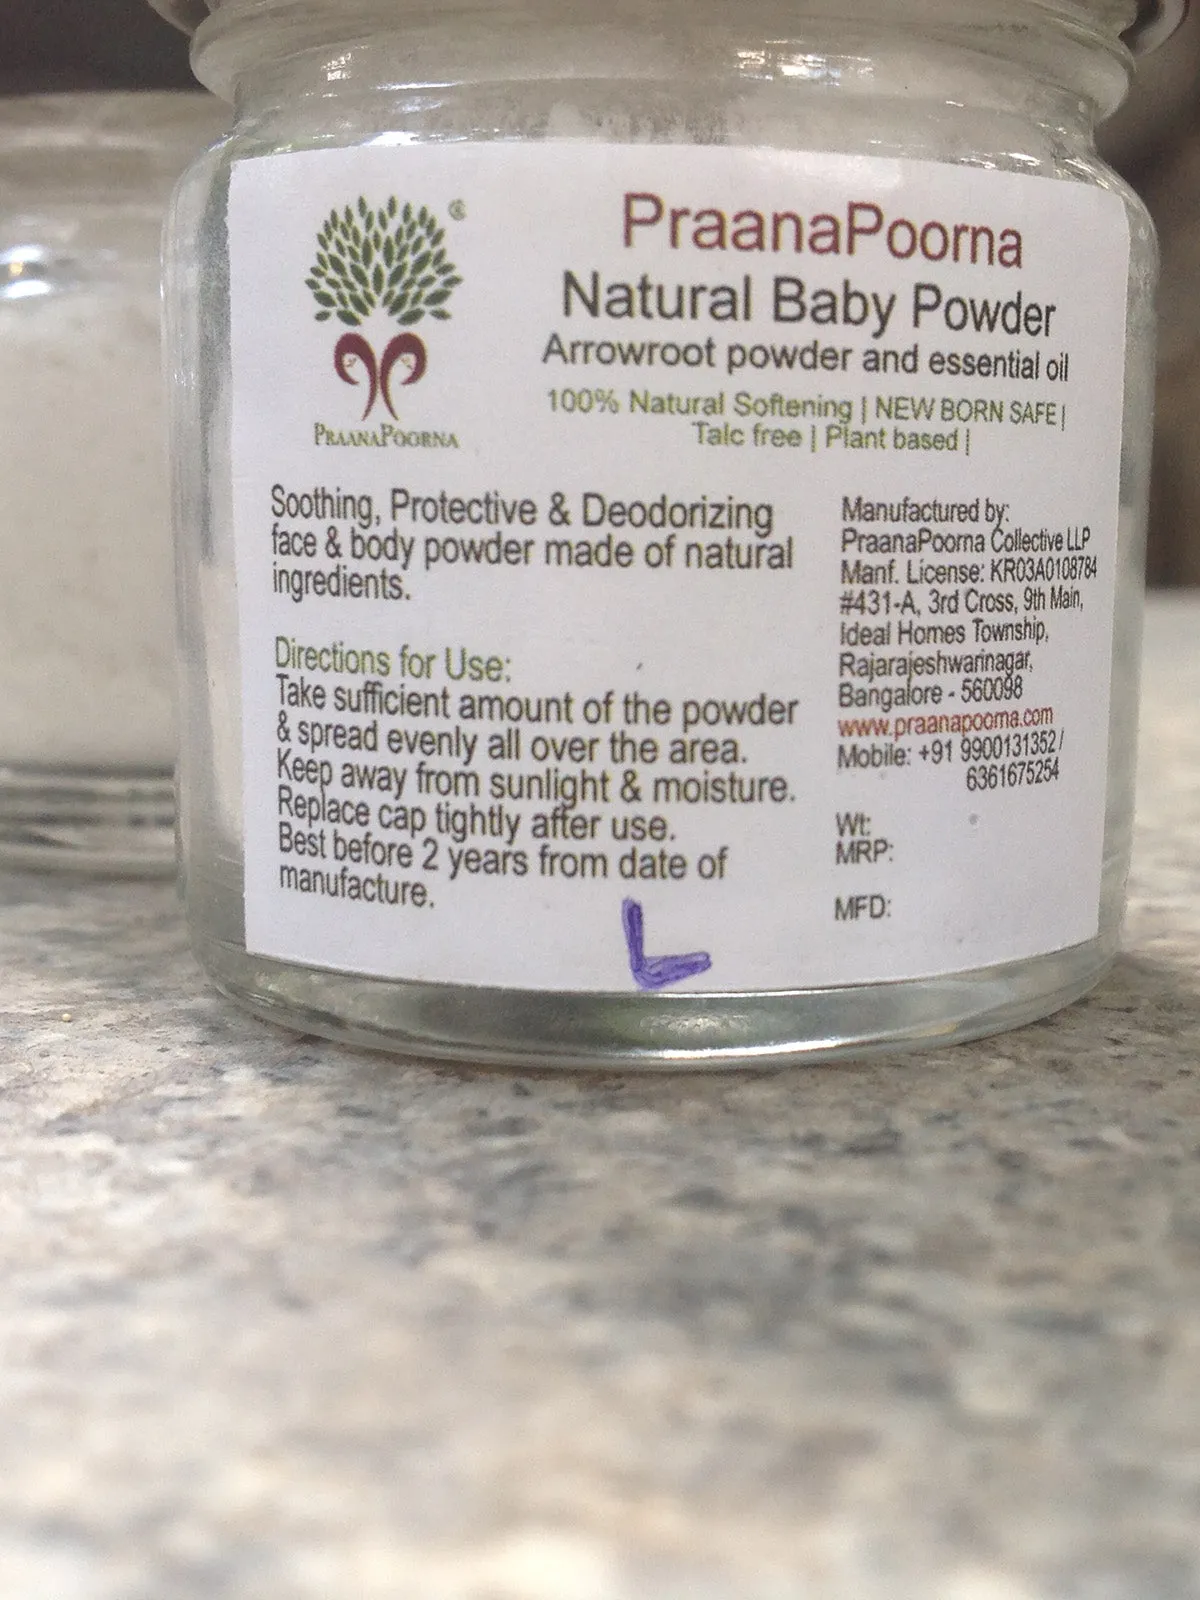 PRAANAPOORNA
PraanaPoorna
Natural Baby Powder
Arrowroot powder and essential oil
100% Natural Softening | NEW BORN SAFE |
Talc free | Plant based |
Soothing, Protective & Deodorizing
face & body powder made of natural
ingredients.
Directions for Use:
Take sufficient amount of the powder
& spread evenly all over the area.
Keep away from sunlight & moisture.
Replace cap tightly after use.
Best before 2 years from date of
manufacture.
L
Manufactured by:
PraanaPoorna Collective LLP
Manf. License: KR03A0108784
#431-A, 3rd Cross, 9th Main,
Ideal Homes Township,
Rajarajeshwarinagar,
Bangalore - 560098
www.praanapoorna.com
Mobile: +91 9900131352 /
6361675254
Wt:
MRP:
MFD: